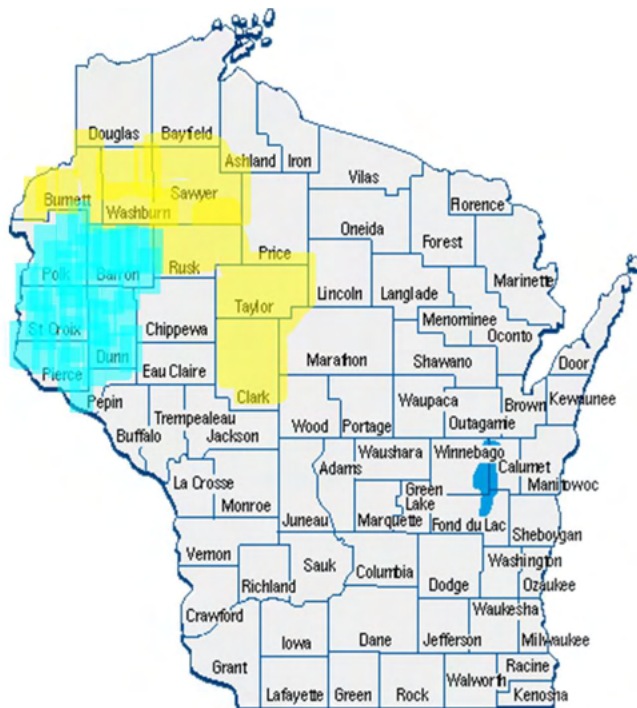 Douglas
Bayfield
Ashland
Iron
Vilas
Burnett
Washburn
Sawyer
Florence
Oneida
Forest
Price
Marinette
Polk
Barron
Rusk
Taylor
Lincoln
Langlade
Menominee
Oconto
St Croix
Chippewa
Dunn
Pierce
Eau Claire
Marathon
Shawano
Door
Clark
Pepin
Waupaca
Brown
Kewaunee
Outagamie
Buffalo
Trempealeau
Jackson
Wood
Portage
Waushara
Winnebago
Calumet
Manitowoc
La Crosse
Monroe
Adams
Juneau
Marquette
Green
Lake
Fond du Lac
Sheboygan
Vernon
Sauk
Columbia
Dodge
Washington
Ozaukee
Richland
Crawford
Waukesha
Iowa
Dane
Jefferson
Milwaukee
Grant
Lafayette
Green
Rock
Walworth
Racine
Kenosha